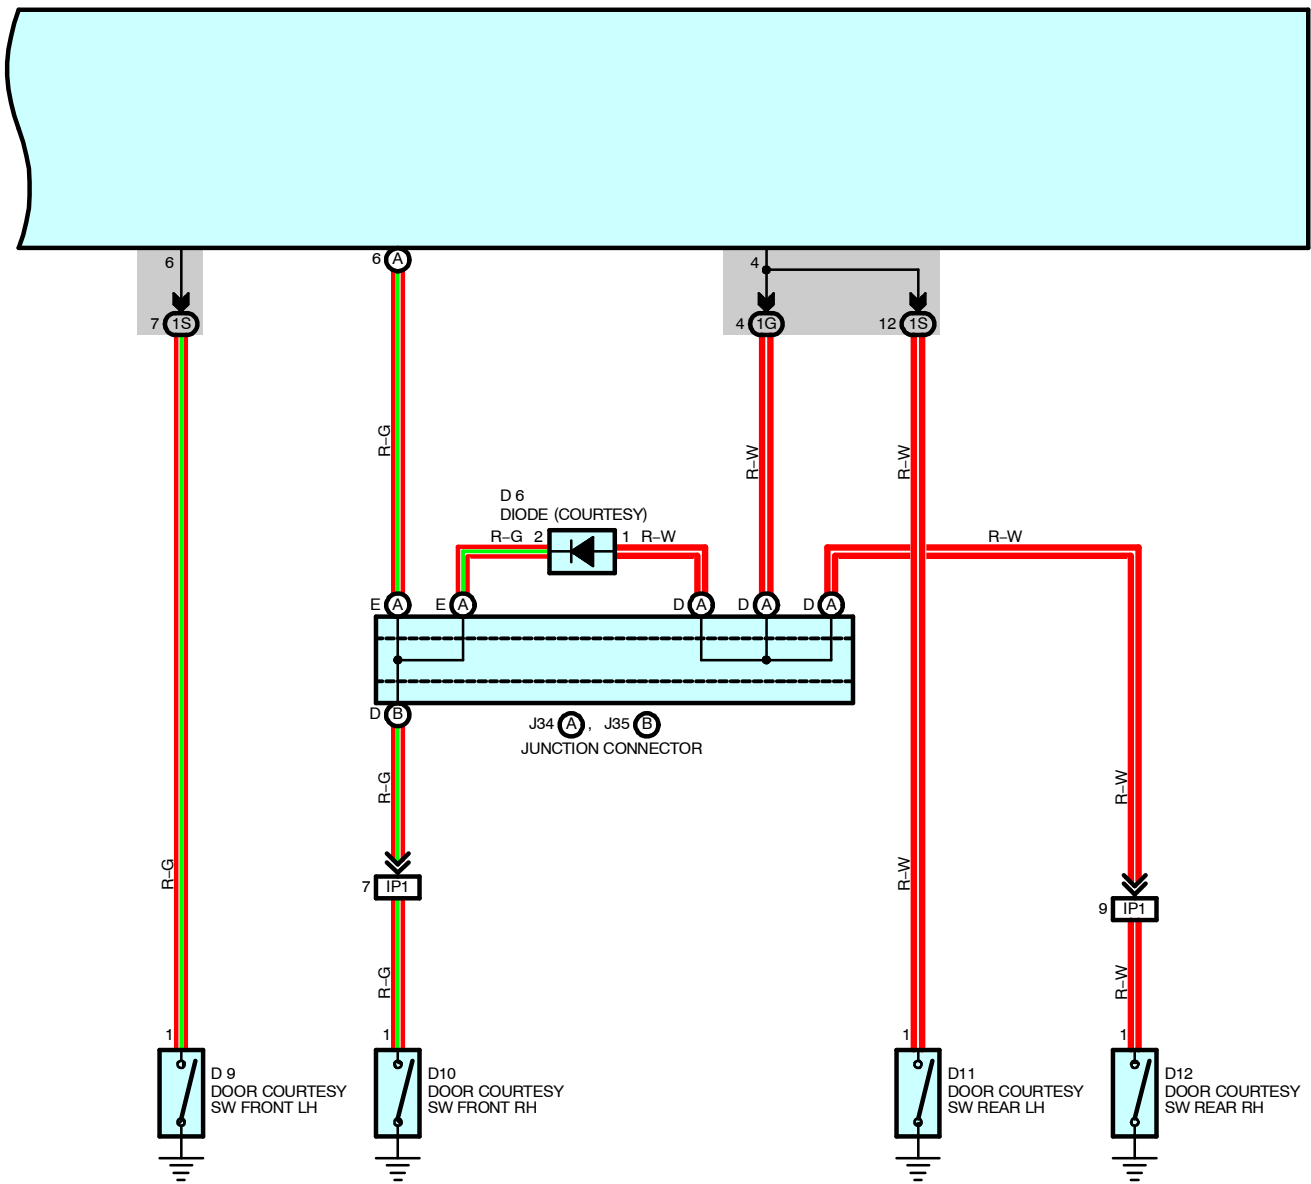 6
6 A
4
7 1S
4 1G
12 1S
R–G
R–W
R–W
D 6
DIODE (COURTESY)
R–G 2
1 R–W
R–W
E A
E A
D A
D A
D A
D B
J34 A , J35 B
JUNCTION CONNECTOR
R–G
R–W
R–G
R–W
7 IP1
9 IP1
R–G
R–W
1
1
1
1
D 9
DOOR COURTESY
SW FRONT LH
D10
DOOR COURTESY
SW FRONT RH
D11
DOOR COURTESY
SW REAR LH
D12
DOOR COURTESY
SW REAR RH